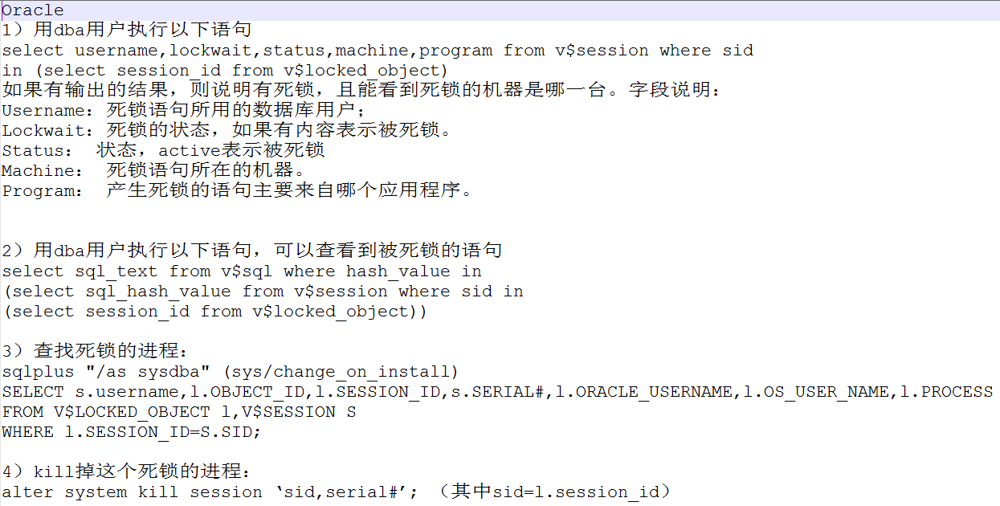 Oracle
1）用dba用户执行以下语句
select username,lockwait,status,machine,program from v$session where sid
in (select session_id from v$locked_object)
如果有输出的结果，则说明有死锁，且能看到死锁的机器是哪一台。字段说明：
Username：死锁语句所用的数据库用户；
Lockwait：死锁的状态，如果有内容表示被死锁。
Status： 状态，active表示被死锁
Machine： 死锁语句所在的机器。
Program： 产生死锁的语句主要来自哪个应用程序。
2）用dba用户执行以下语句，可以查看到被死锁的语句
select sql_text from v$sql where hash_value in
(select sql_hash_value from v$session where sid in
(select session_id from v$locked_object))
3）查找死锁的进程：
sqlplus "/as sysdba" (sys/change_on_install)
SELECT s.username,l.OBJECT_ID,l.SESSION_ID,s.SERIAL#,l.ORACLE_USERNAME,l.OS_USER_NAME,l.PROCESS
FROM V$LOCKED_OBJECT l,V$SESSION S
WHERE l.SESSION_ID=S.SID;
4）kill掉这个死锁的进程：
alter system kill session ‘sid,serial#’; （其中sid=l.session_id）